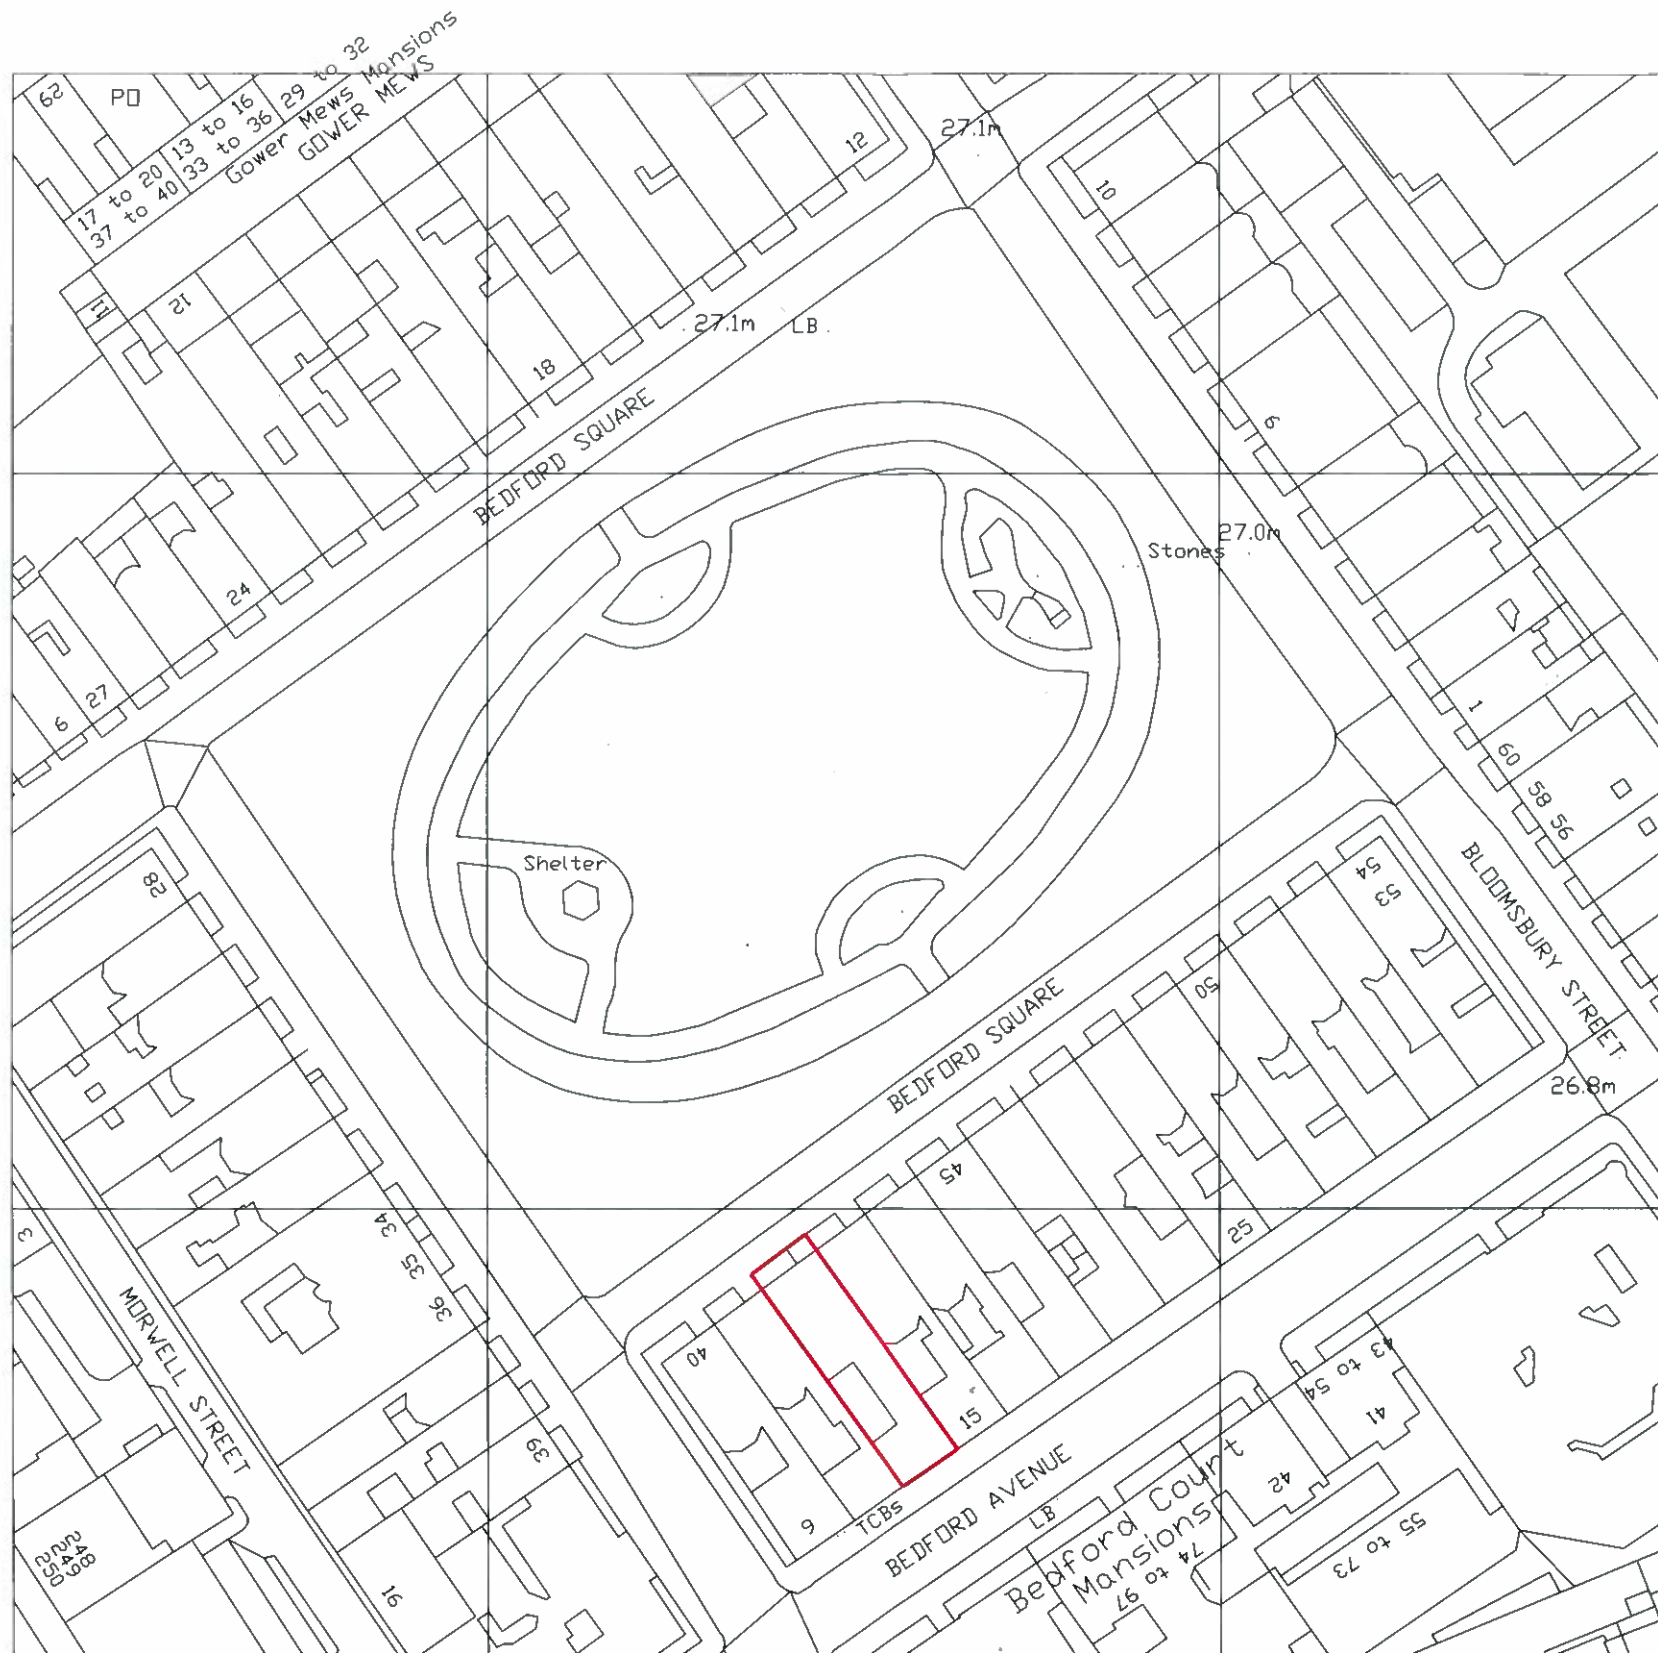 62
PO
17 to 20
13 to 16
29 to 32
37 to 40
33 to 36
Gower Mews Mansions
GOWER MEWS
11
12
12
27.1m
10
18
27.1m
LB
BEDFORD SQUARE
6
24
27
6
Stones
27.0m
1
60
58
56
Shelter
28
BLOOMSBURY STREET
54
53
50
BEDFORD SQUARE
26.8m
45
3
34
35
36
MORWELL STREET
25
40
39
15
9
TCBs
BEDFORD AVENUE
LB
Bedford Court
Mansions
74 to 97
43 to 54
41
42
55 to 73
248
249
250
16